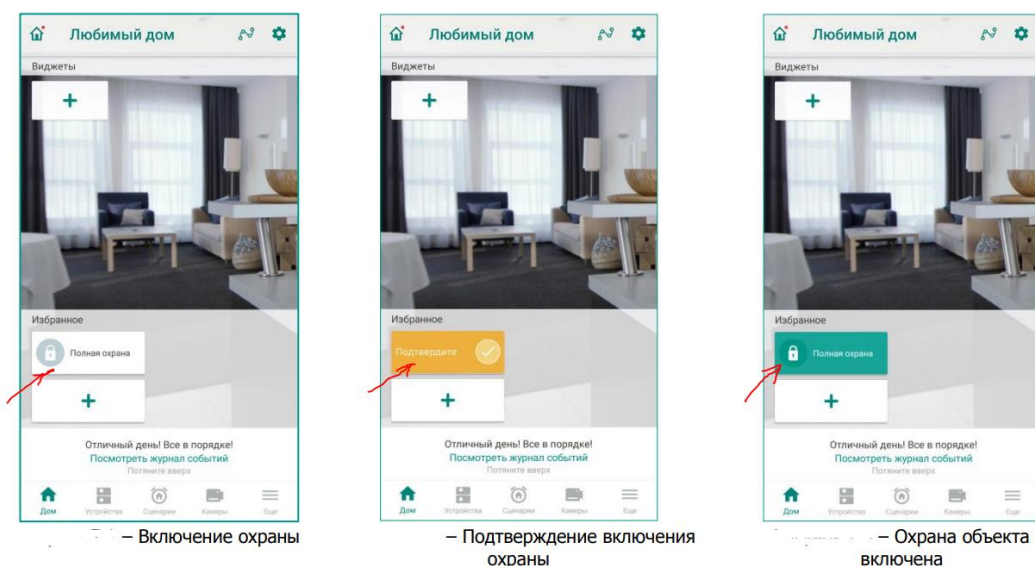 Любимый дом
Виджеты
Избранное
Полная охрана
Отличный день! Все в порядке!
Посмотреть журнал событий
Потяните вверх
Дом Устройства Сценарии Камеры Еще
– Включение охраны
Любимый дом
Виджеты
Избранное
Подтвердите
Отличный день! Все в порядке!
Посмотреть журнал событий
Потяните вверх
Дом Устройства Сценарии Камеры Еще
– Подтверждение включения
охраны
Любимый дом
Виджеты
Избранное
Полная охрана
Отличный день! Все в порядке!
Посмотреть журнал событий
Потяните вверх
Дом Устройства Сценарии Камеры Еще
– Охрана объекта
включена